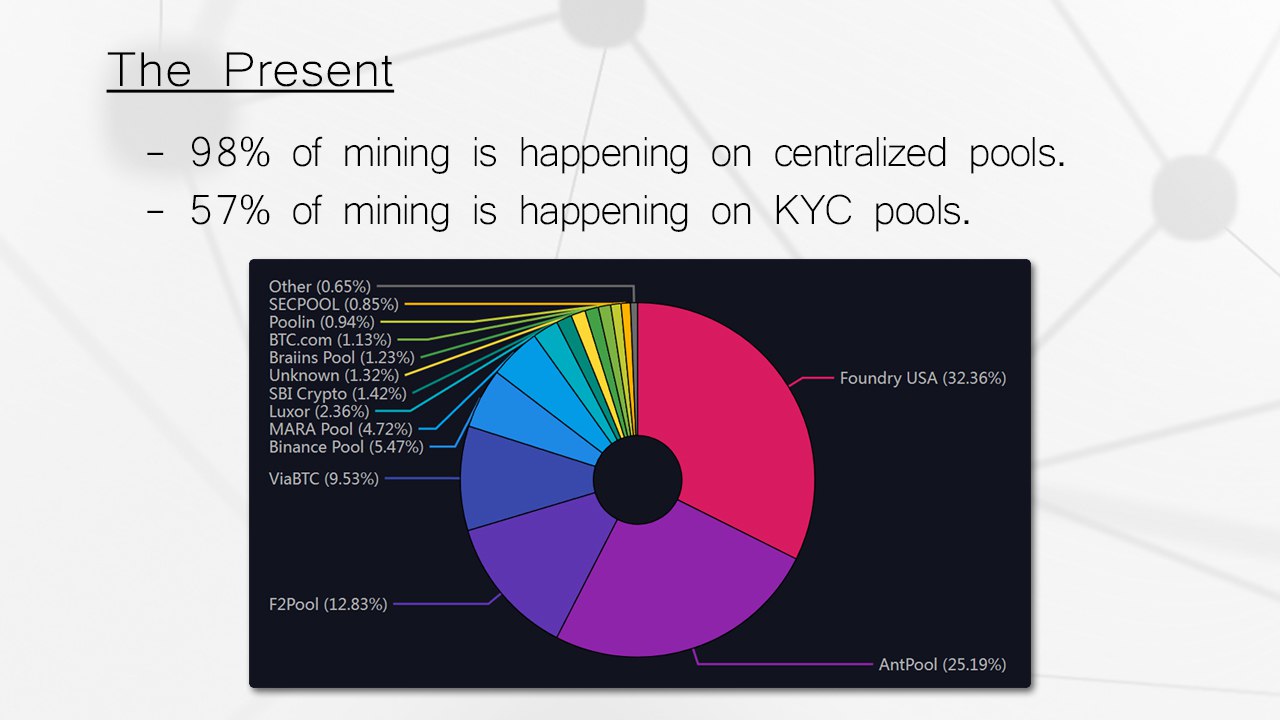 The Present
- 98% of mining is happening on centralized pools.
- 57% of mining is happening on KYC pools.
Other (0.65%)
SECPOOL (0.85%)
Poolin (0.94%)
BTC.com (1.13%)
Braiins Pool (1.23%)
Unknown (1.32%)
SBI Crypto (1.42%)
Luxor (2.36%)
MARA Pool (4.72%)
Binance Pool (5.47%)
ViaBTC (9.53%)
F2Pool (12.83%)
Foundry USA (32.36%)
AntPool (25.19%)